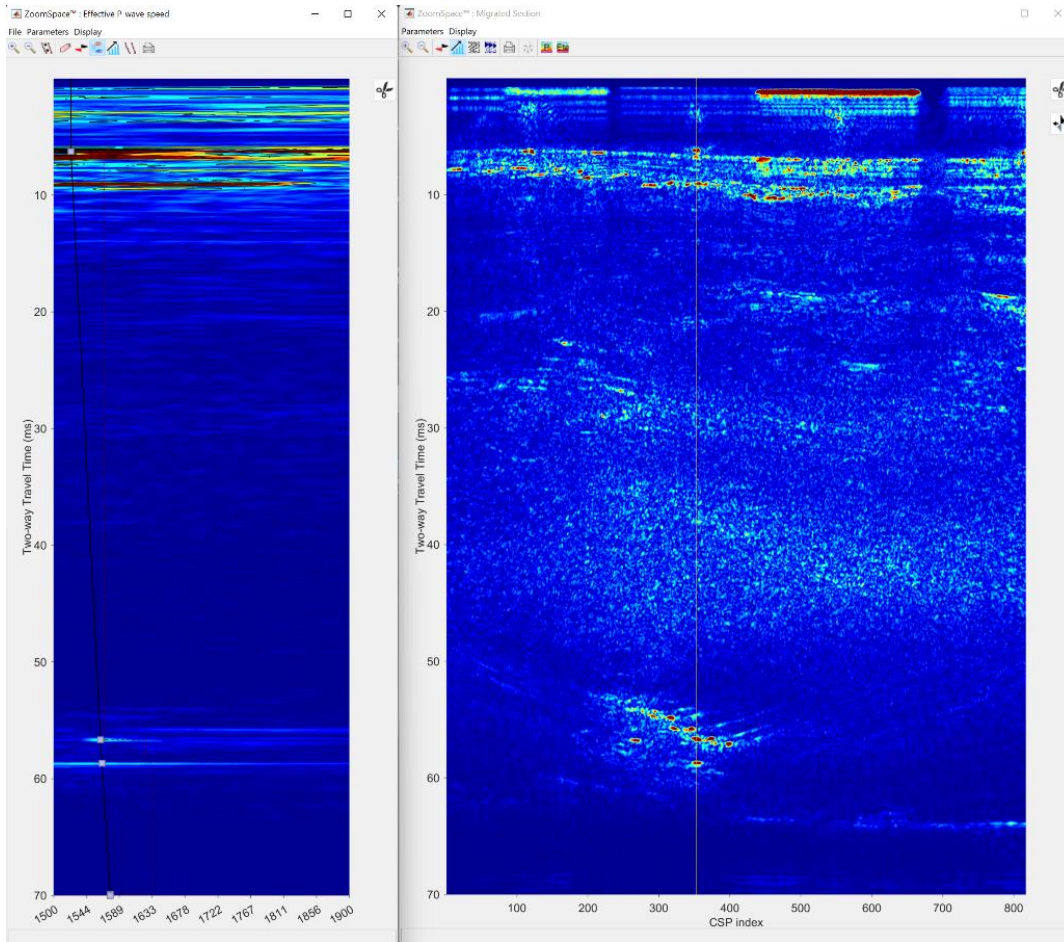 ZoomSpace™ : Effective P-wave speed
File Parameters Display
Two-way Travel Time (ms)
10
20
30
40
50
60
70
1500 1544 1589 1633 1678 1722 1767 1811 1856 1900
ZoomSpace™ : Migrated Section
Parameters Display
Two-way Travel Time (ms)
10
20
30
40
50
60
70
100 200 300 400 500 600 700 800
CSP index